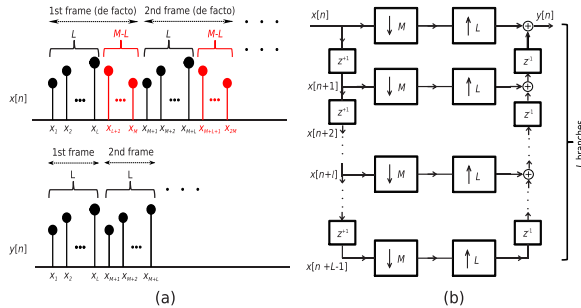 1st frame (de facto) 2nd frame (de facto)
L M-L L M-L
x[n]
x1 x2 xL xL+1 xM xM+1 xM+2 xM+L xM+L+1 x2M
1st frame 2nd frame
L L
y[n]
x1 x2 xL xM+1 xM+2 xM+L
(a)
x[n] ↓ M ↑ L + y[n]
z+1 z-1
x[n+1] ↓ M ↑ L +
z+1 z-1
x[n+2]
x[n+l] ↓ M ↑ L +
z+1 z-1
x[n +L-1] ↓ M ↑ L
L branches
(b)